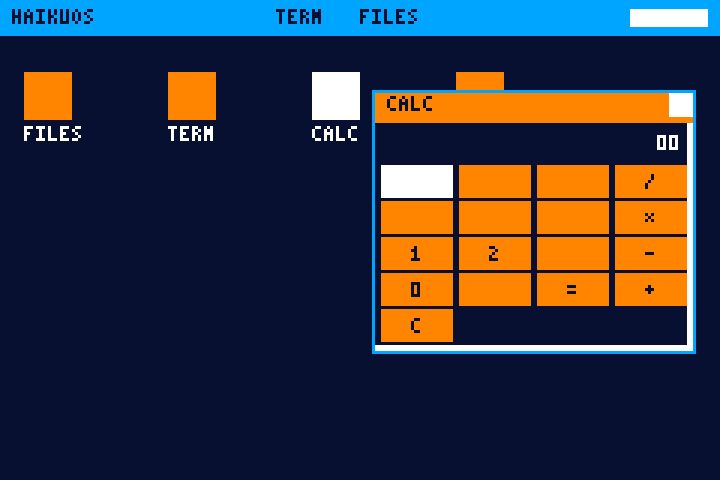 HAIKUOS TERM FILES
FILES TERM CALC
CALC
00
/
×
1 2 -
0 = +
C